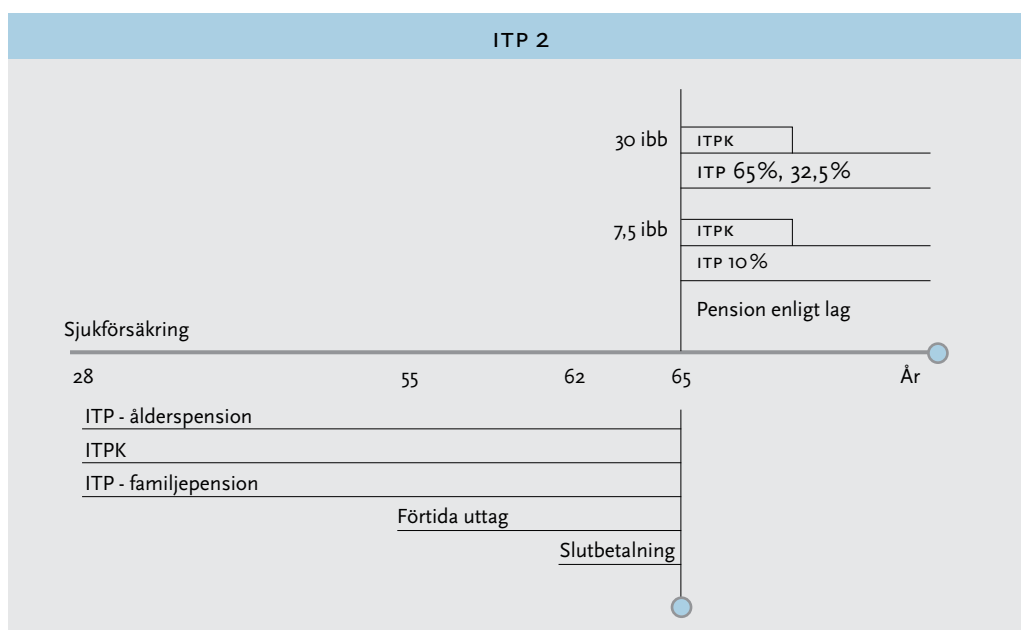 ITP 2
30 ibb
ITPK
ITP 65%, 32,5%
7,5 ibb
ITPK
ITP 10%
Pension enligt lag
Sjukförsäkring
28 55 62 65 År
ITP - ålderspension
ITPK
ITP - familjepension
Förtida uttag
Slutbetalning